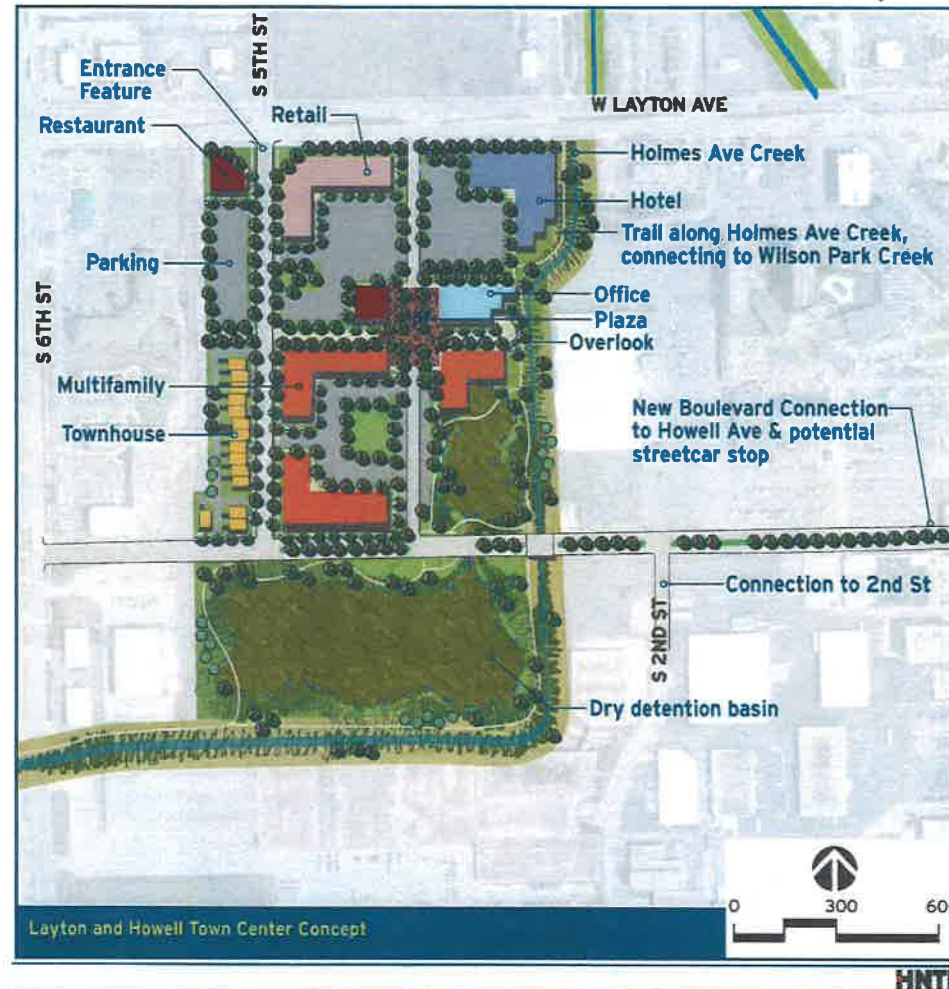 S 5TH ST
Entrance
Feature
W LAYTON AVE
Restaurant
Retail
Holmes Ave Creek
Hotel
Trail along Holmes Ave Creek,
connecting to Wilson Park Creek
Parking
Office
Plaza
S 6TH ST
Overlook
Multifamily
New Boulevard Connection
to Howell Ave & potential
streetcar stop
Townhouse
Connection to 2nd St
S 2ND ST
Dry detention basin
0 300 60
Layton and Howell Town Center Concept